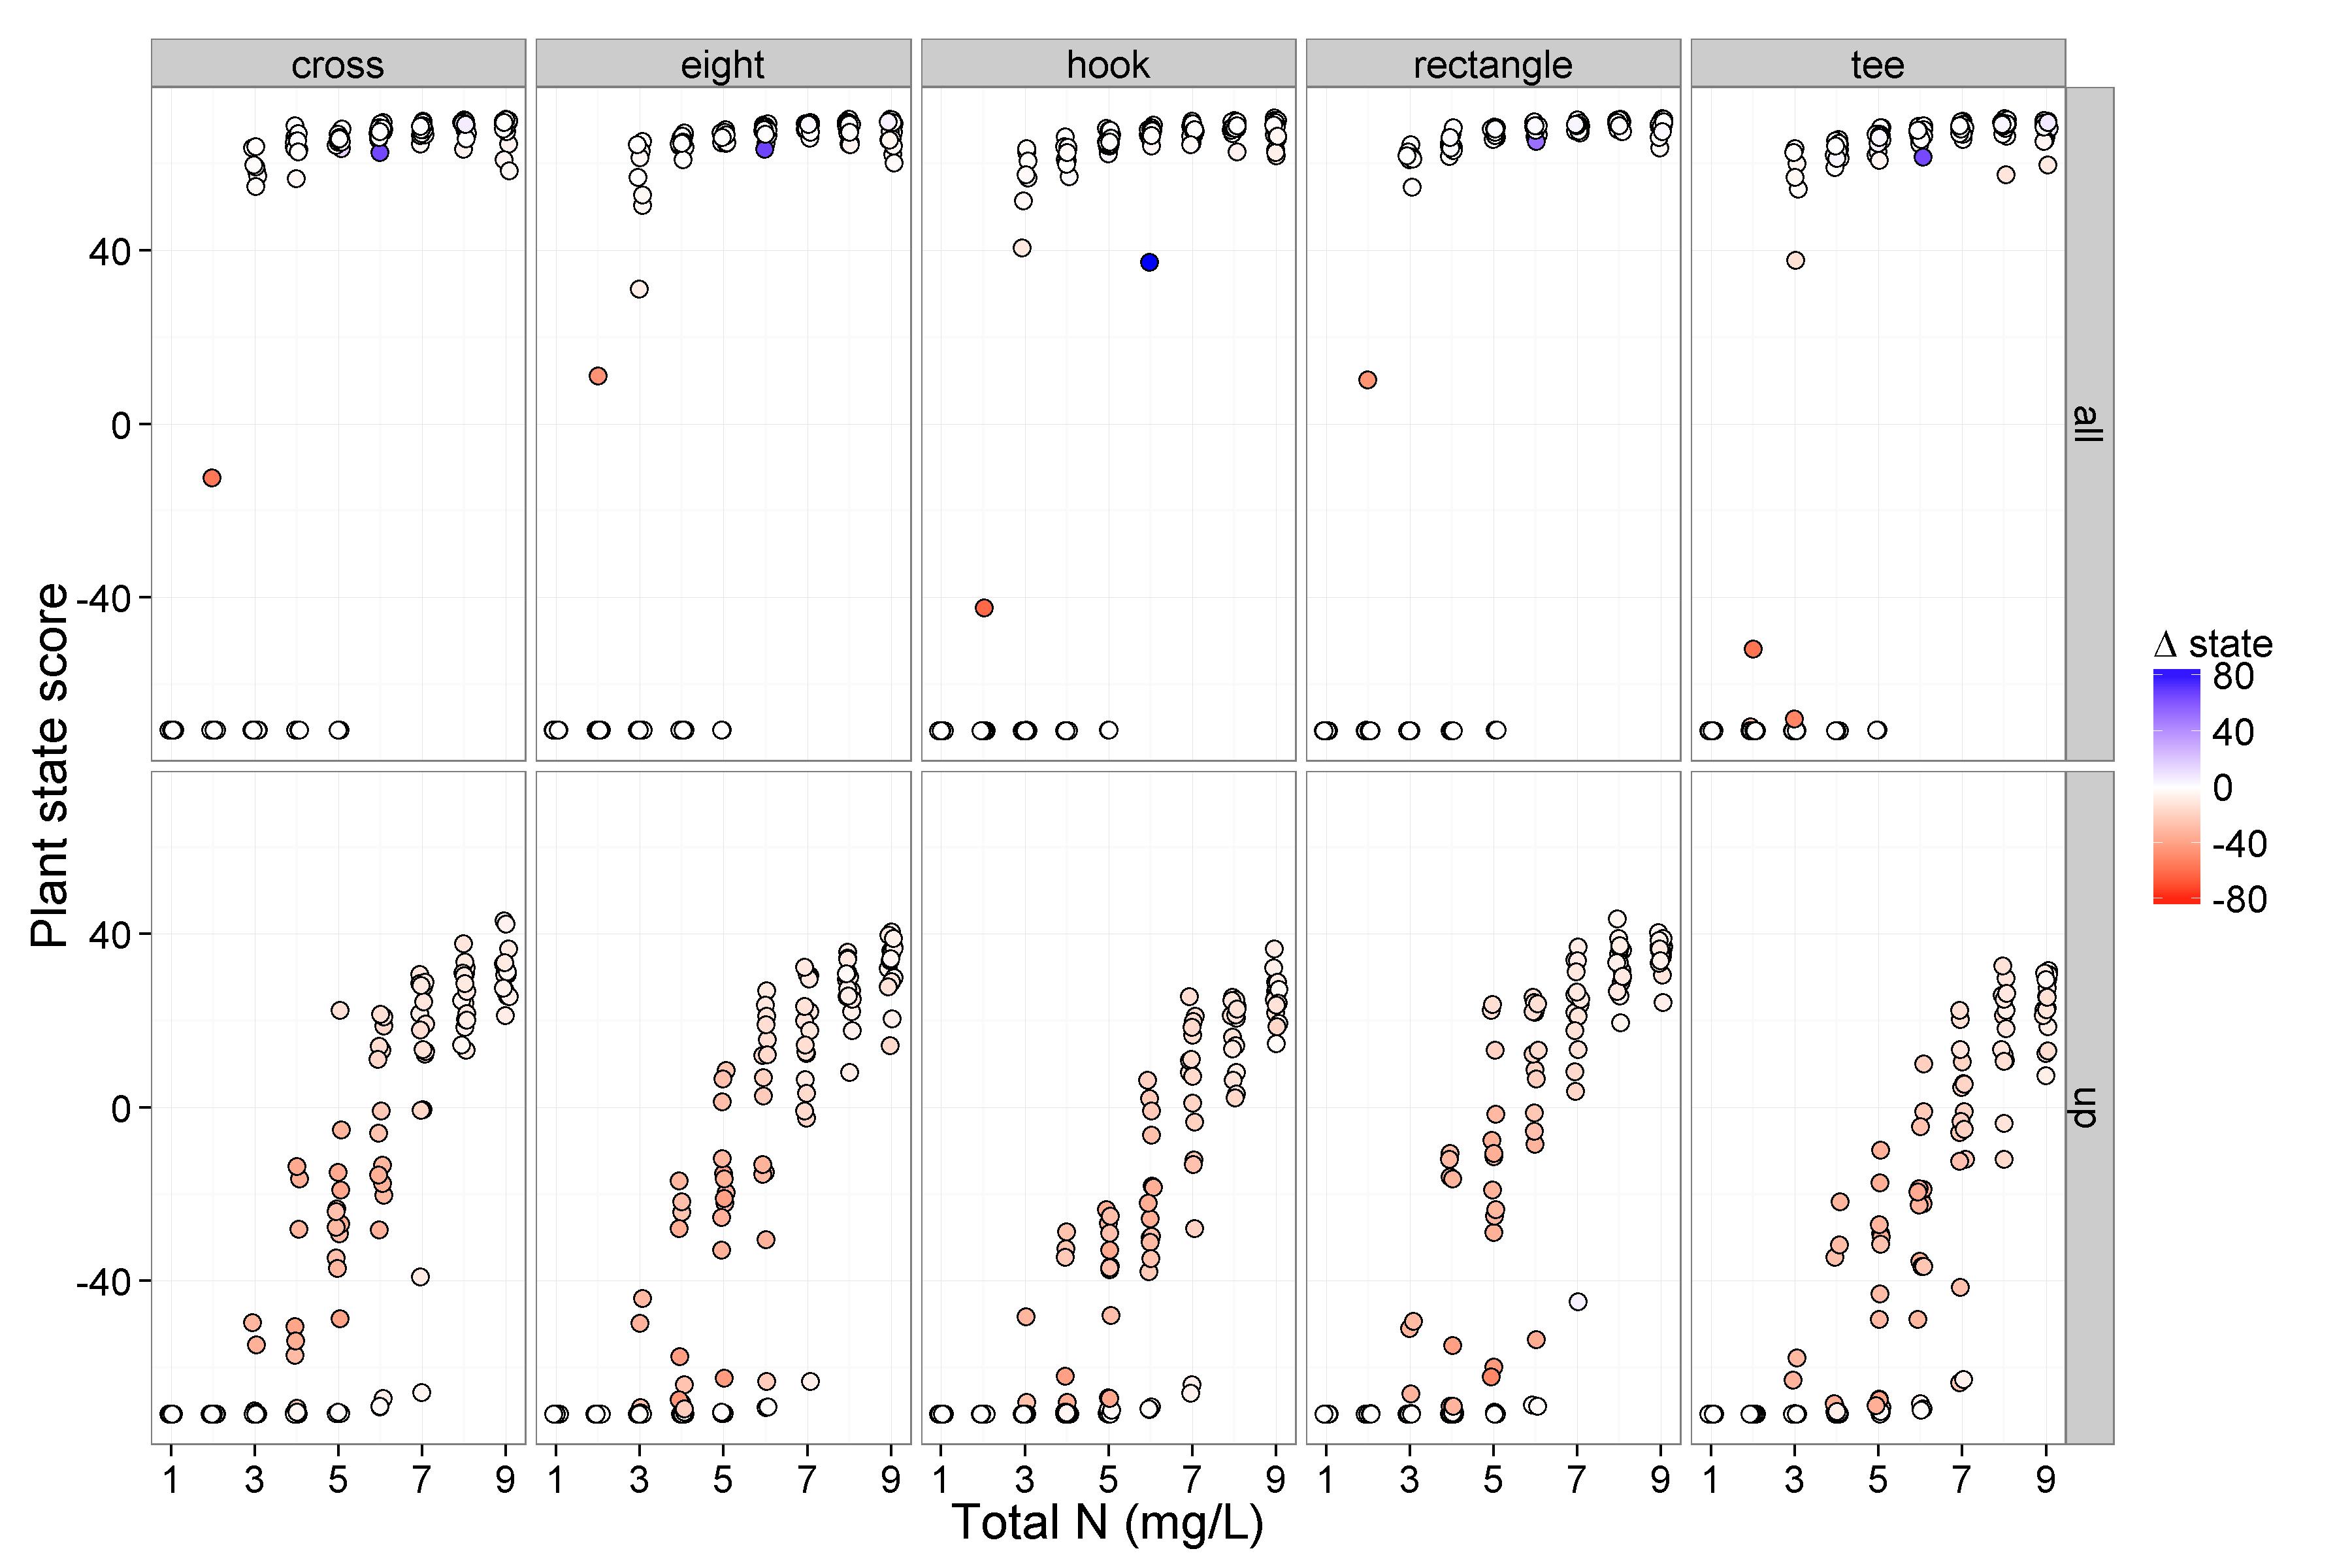 cross eight hook rectangle tee
40
0
-40
all
Plant state score
Δ state
80
40
0
-40
-80
40
0
-40
up
1 3 5 7 9 1 3 5 7 9 1 3 5 7 9 1 3 5 7 9 1 3 5 7 9
Total N (mg/L)